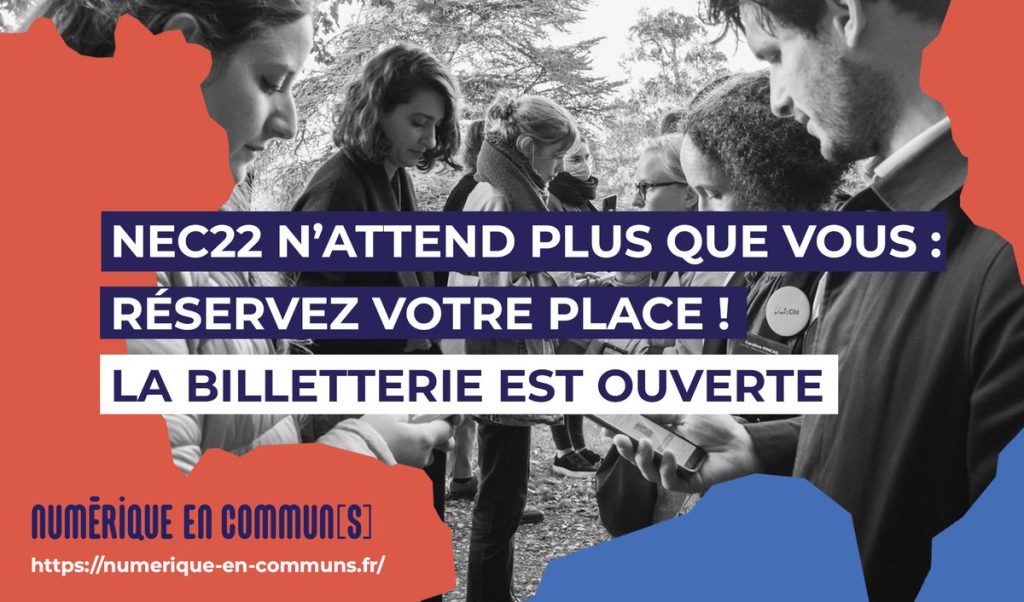 NEC22 N’ATTEND PLUS QUE VOUS :
RÉSERVEZ VOTRE PLACE !
LA BILLETTERIE EST OUVERTE
NUMÉRIQUE EN COMMUN[S]
https://numerique-en-communs.fr/